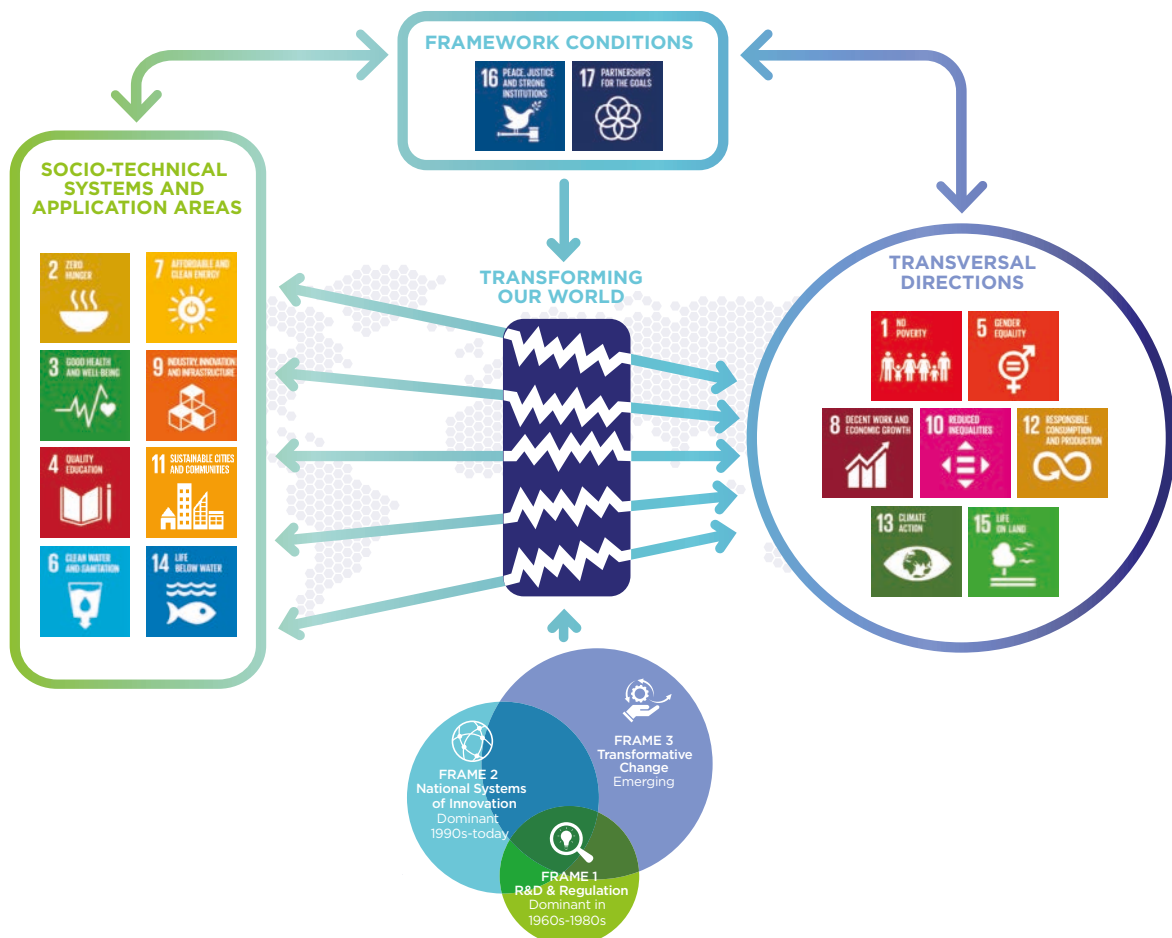 FRAMEWORK CONDITIONS
16 PEACE, JUSTICE
AND STRONG
INSTITUTIONS
17 PARTNERSHIPS
FOR THE GOALS
SOCIO-TECHNICAL
SYSTEMS AND
APPLICATION AREAS
2 ZERO
HUNGER
7 AFFORDABLE AND
CLEAN ENERGY
3 GOOD HEALTH
AND WELL-BEING
9 INDUSTRY, INNOVATION
AND INFRASTRUCTURE
4 QUALITY
EDUCATION
11 SUSTAINABLE CITIES
AND COMMUNITIES
6 CLEAN WATER
AND SANITATION
14 LIFE
BELOW WATER
TRANSFORMING
OUR WORLD
TRANSVERSAL
DIRECTIONS
1 NO
POVERTY
5 GENDER
EQUALITY
8 DECENT WORK AND
ECONOMIC GROWTH
10 REDUCED
INEQUALITIES
12 RESPONSIBLE
CONSUMPTION
AND PRODUCTION
13 CLIMATE
ACTION
15 LIFE
ON LAND
FRAME 3
Transformative
Change
Emerging
FRAME 2
National Systems
of Innovation
Dominant
1990s-today
FRAME 1
R&D & Regulation
Dominant in
1960s-1980s